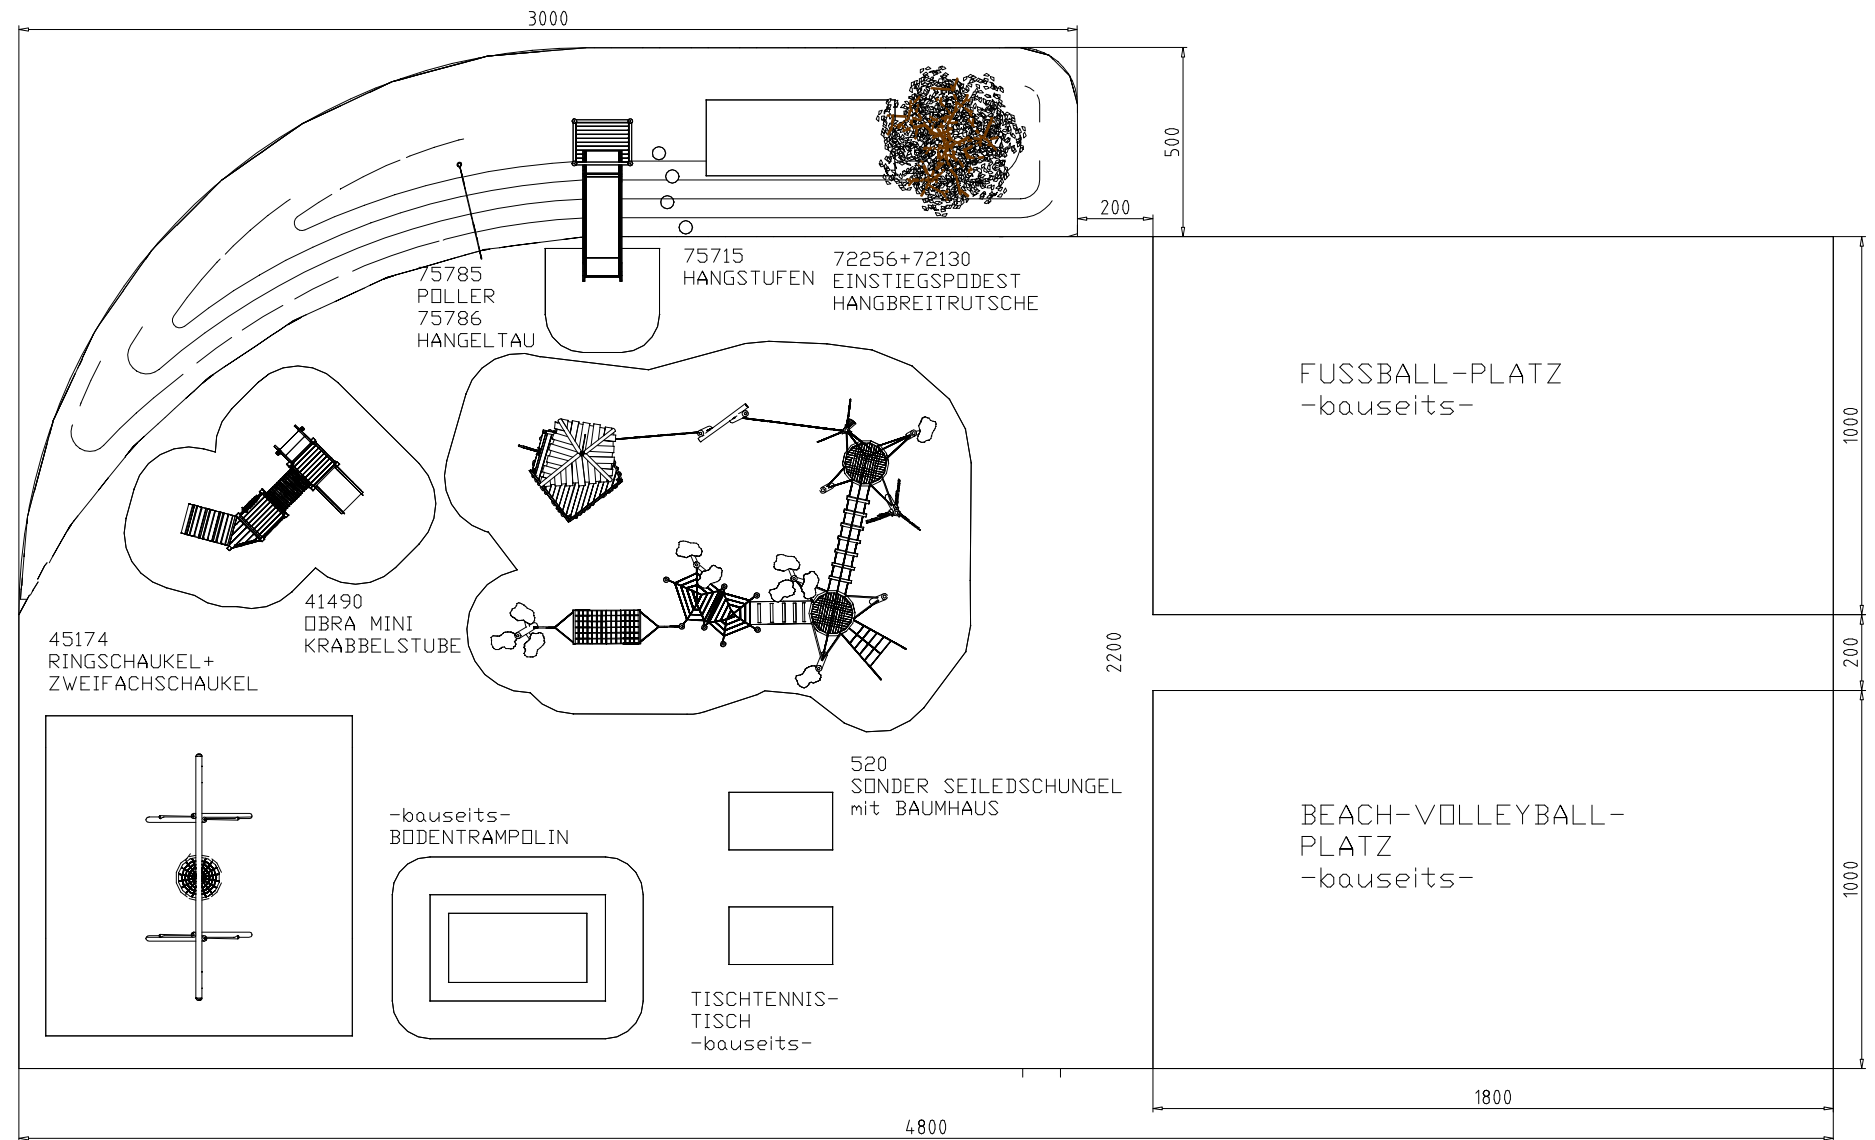 3000
500
200
75715
HANGSTUFEN
72256+72130
EINSTIEGSPODEST
HANGBREITRUTSCHE
75785
POLLER
75786
HANGELTAU
FUSSBALL-PLATZ
-bauseits-
1000
41490
OBRA MINI
KRABBELSTUBE
45174
RINGSCHAUKEL+
ZWEIFACHSCHAUKEL
2200
200
520
SONDER SEILEDSCHUNGEL
mit BAUMHAUS
-bauseits-
BODENTRAMPOLIN
BEACH-VOLLEYBALL-
PLATZ
-bauseits-
1000
TISCHTENNIS-
TISCH
-bauseits-
1800
4800